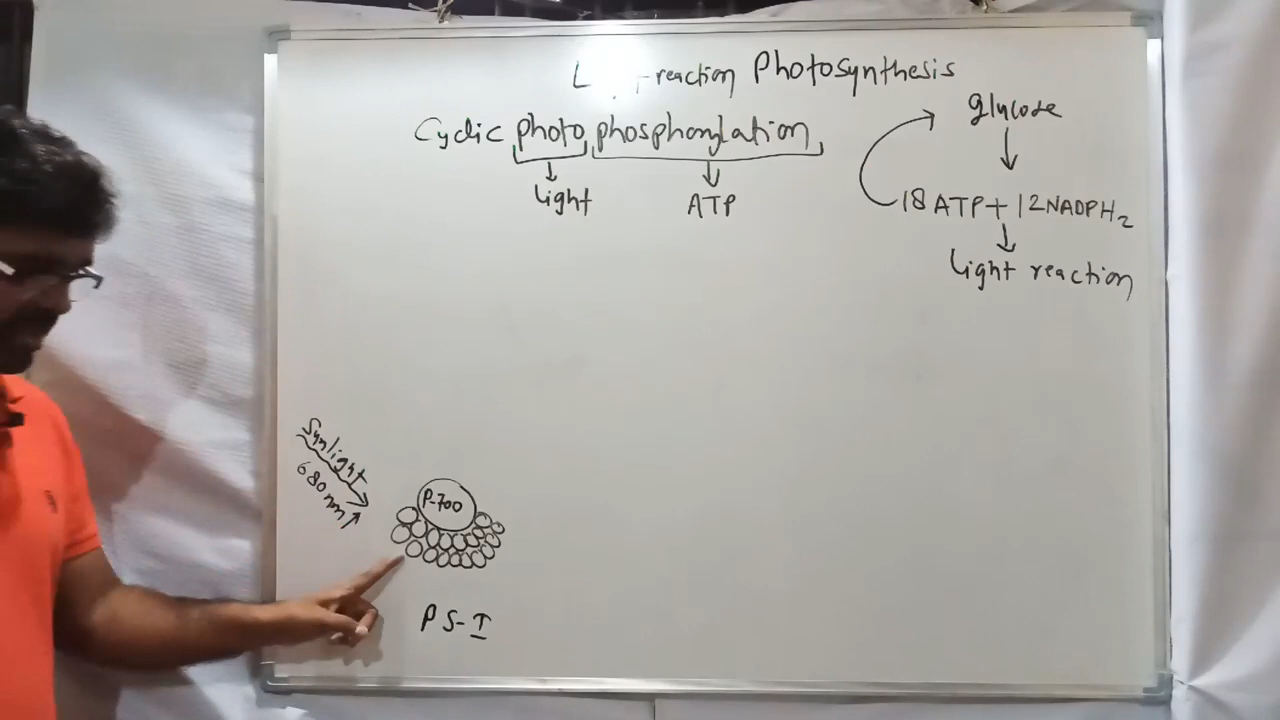 L -reaction Photosynthesis
Cyclic photo phosphorylation
light
ATP
Glucose
18 ATP + 12 NADPH2
light reaction
Sunlight
680 nm
P-700
PS-I